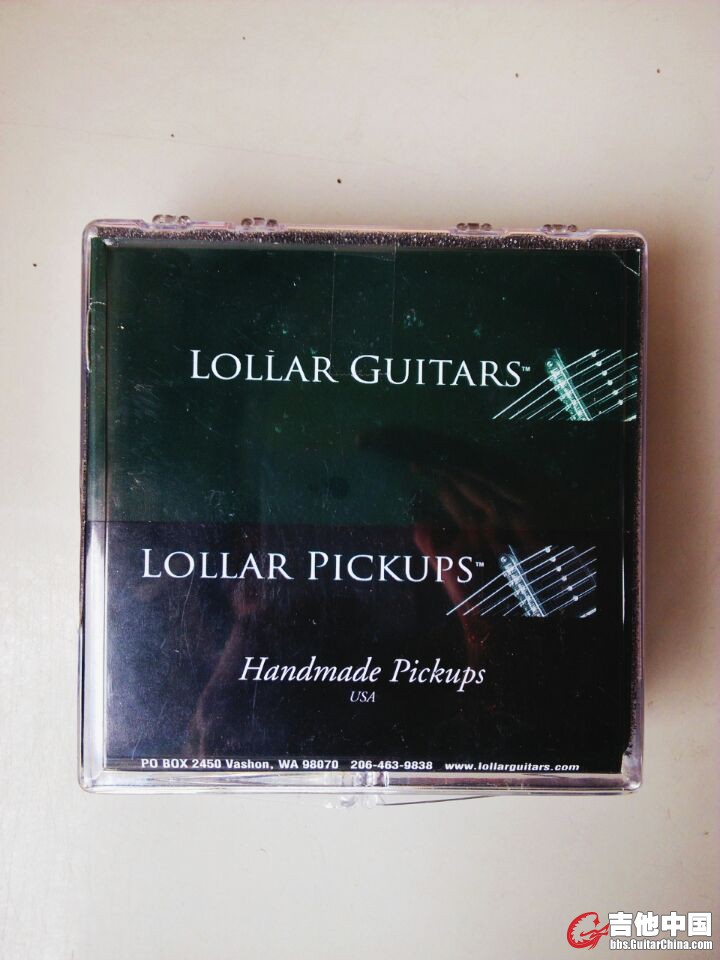 LOLLAR GUITARS™
LOLLAR PICKUPS™
Handmade Pickups
USA
PO BOX 2450 Vashon, WA 98070 206-463-9838 www.lollarguitars.com
吉他中国
bbs.GuitarChina.com